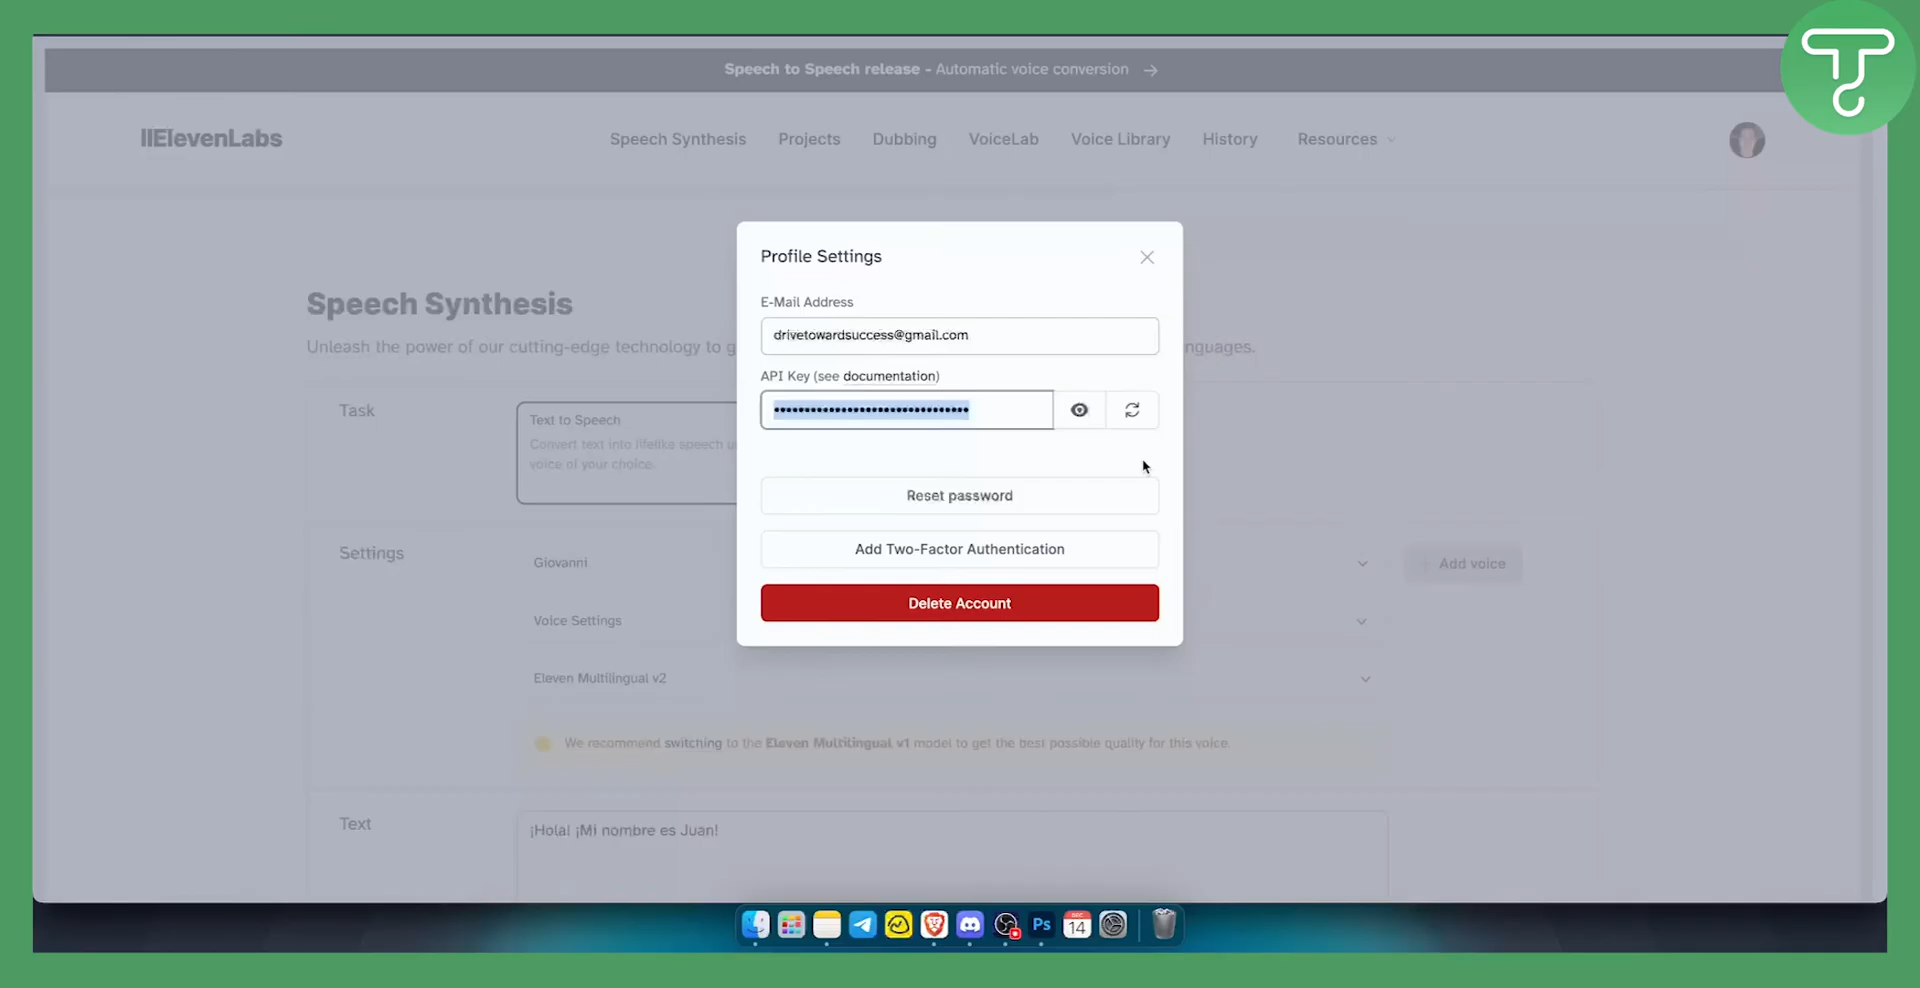 Speech to Speech release - Automatic voice conversion →
IIElevenLabs
Speech Synthesis Projects Dubbing VoiceLab Voice Library History Resources
Profile Settings
E-Mail Address
drivetowardsuccess@gmail.com
API Key (see documentation)
••••••••••••••••••••••••••••••••
Reset password
Add Two-Factor Authentication
Delete Account
Speech Synthesis
Unleash the power of our cutting-edge technology to g
nguages.
Task
Text to Speech
Convert text into lifelike speech u
voice of your choice.
Settings
Giovanni
+ Add voice
Voice Settings
Eleven Multilingual v2
We recommend switching to the Eleven Multilingual v1 model to get the best possible quality for this voice.
Text
¡Hola! ¡Mi nombre es Juan!
Ps
DEC
14